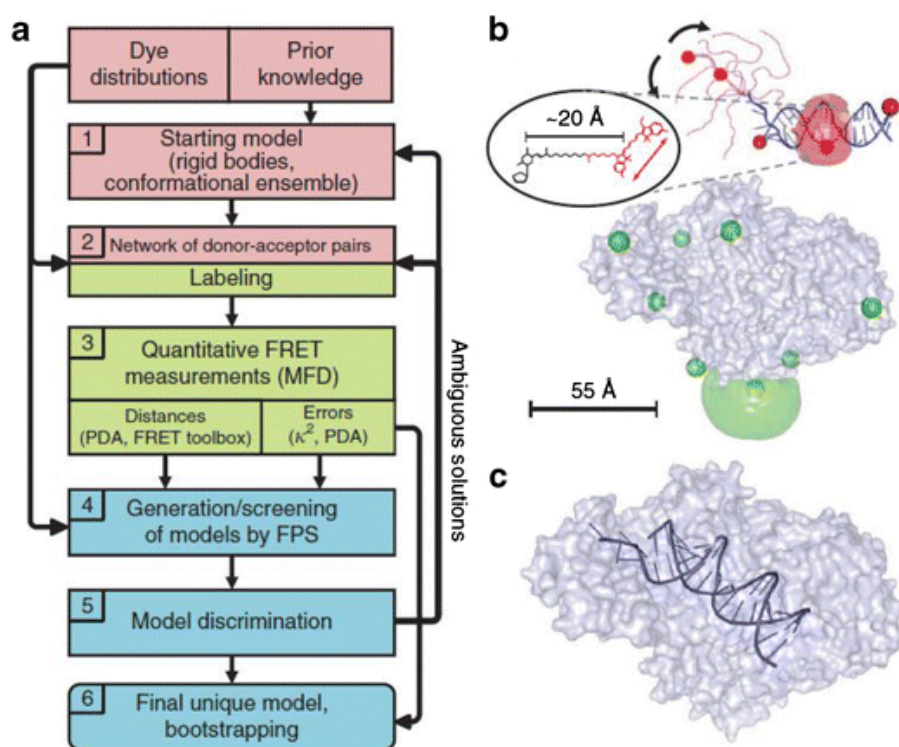 a
Dye
distributions
Prior
knowledge
1
Starting model
(rigid bodies,
conformational ensemble)
2
Network of donor-acceptor pairs
Labeling
3
Quantitative FRET
measurements (MFD)
Distances
(PDA, FRET toolbox)
Errors
(κ², PDA)
4
Generation/screening
of models by FPS
5
Model discrimination
6
Final unique model,
bootstrapping
Ambiguous solutions
b
~20 Å
55 Å
c